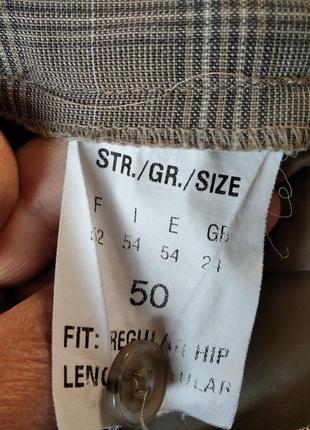 STR./GR./SIZE
F I E GB
52 54 54 24
50
FIT: REGULAR HIP